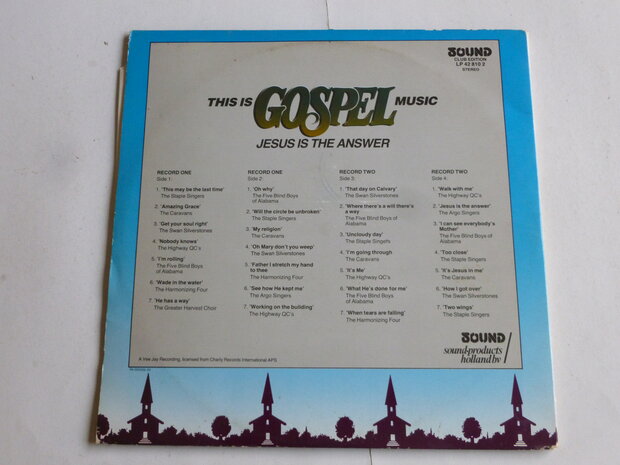 SOUND
CLUB EDITION
LP 42 810 2
STEREO
THIS IS GOSPEL MUSIC
JESUS IS THE ANSWER
RECORD ONE
Side 1:
1. 'This may be the last time'
The Staple Singers
2. 'Amazing Grace'
The Caravans
3. 'Get your soul right'
The Swan Silverstones
4. 'Nobody knows'
The Highway QC's
5. 'I'm rolling'
The Five Blind Boys
of Alabama
6. 'Wade in the water'
The Harmonizing Four
7. 'He has a way'
The Greater Harvest Choir
RECORD ONE
Side 2:
1. 'Oh why'
The Five Blind Boys of
Alabama
2. 'Will the circle be unbroken'
The Staple Singers
3. 'My religion'
The Caravans
4. 'Oh Mary don't you weep'
The Swan Silverstones
5. 'Father I stretch my hand
to thee
The Harmonizing Four
6. 'See how He kept me'
The Argo Singers
7. 'Working on the building'
The Highway QC's
RECORD TWO
Side 3:
1. 'That day on Calvary'
The Swan Silverstones
2. 'Where there's a will there's
a way
The Five Blind Boys of
Alabama
3. 'Uncloudy day'
The Staple Singers
4. 'I'm going through
The Caravans
5. 'It's Me'
The Highway QC's
6. 'What He's done for me'
The Five Blind Boys
of Alabama
7. 'When tears are falling'
The Harmonizing Four
RECORD TWO
Side 4:
1. 'Walk with me'
The Highway QC's
2. 'Jesus is the answer'
The Argo Singers
3. 'I can see everybody's
Mother'
The Five Blind Boys
of Alabama
4. 'Too close'
The Staple Singers
5. 'It's Jesus in me'
The Caravans
6. 'How i got over'
The Swan Silverstones
7. 'Two wings'
The Staple Singers
A Vee Jay Recording, licensed from Charly Records International APS.
SOUND
sound-products
holland bv